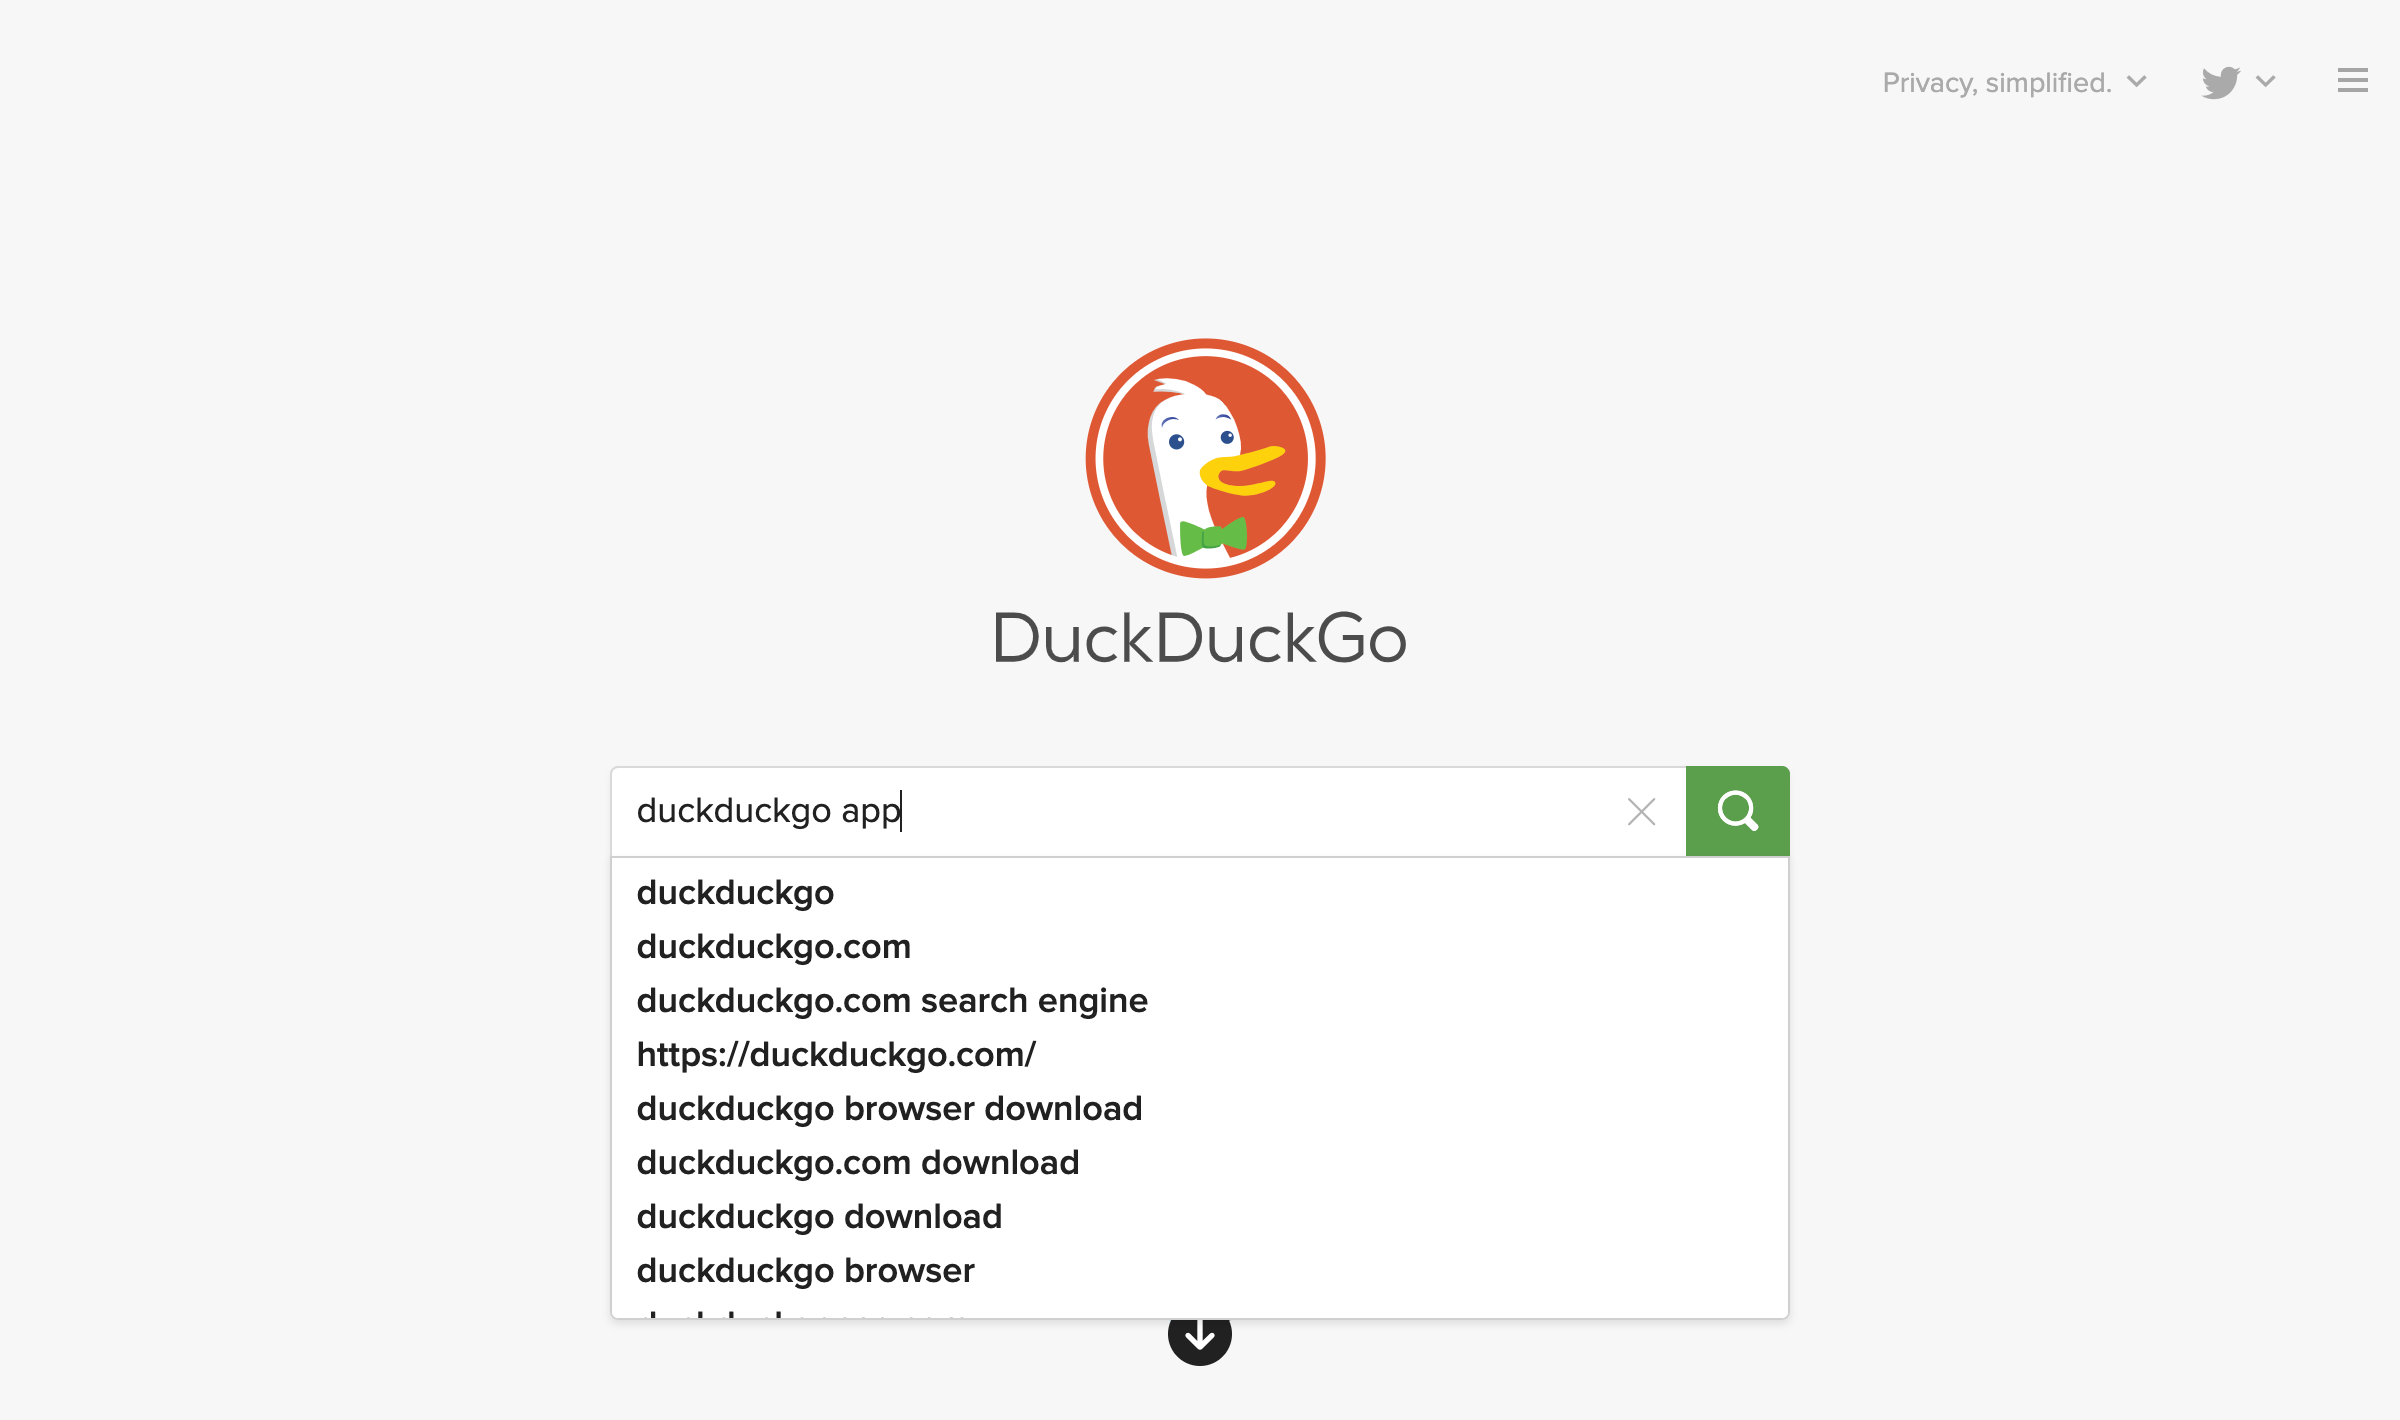 Privacy, simplified.
DuckDuckGo
duckduckgo app
duckduckgo
duckduckgo.com
duckduckgo.com search engine
https://duckduckgo.com/
duckduckgo browser download
duckduckgo.com download
duckduckgo download
duckduckgo browser